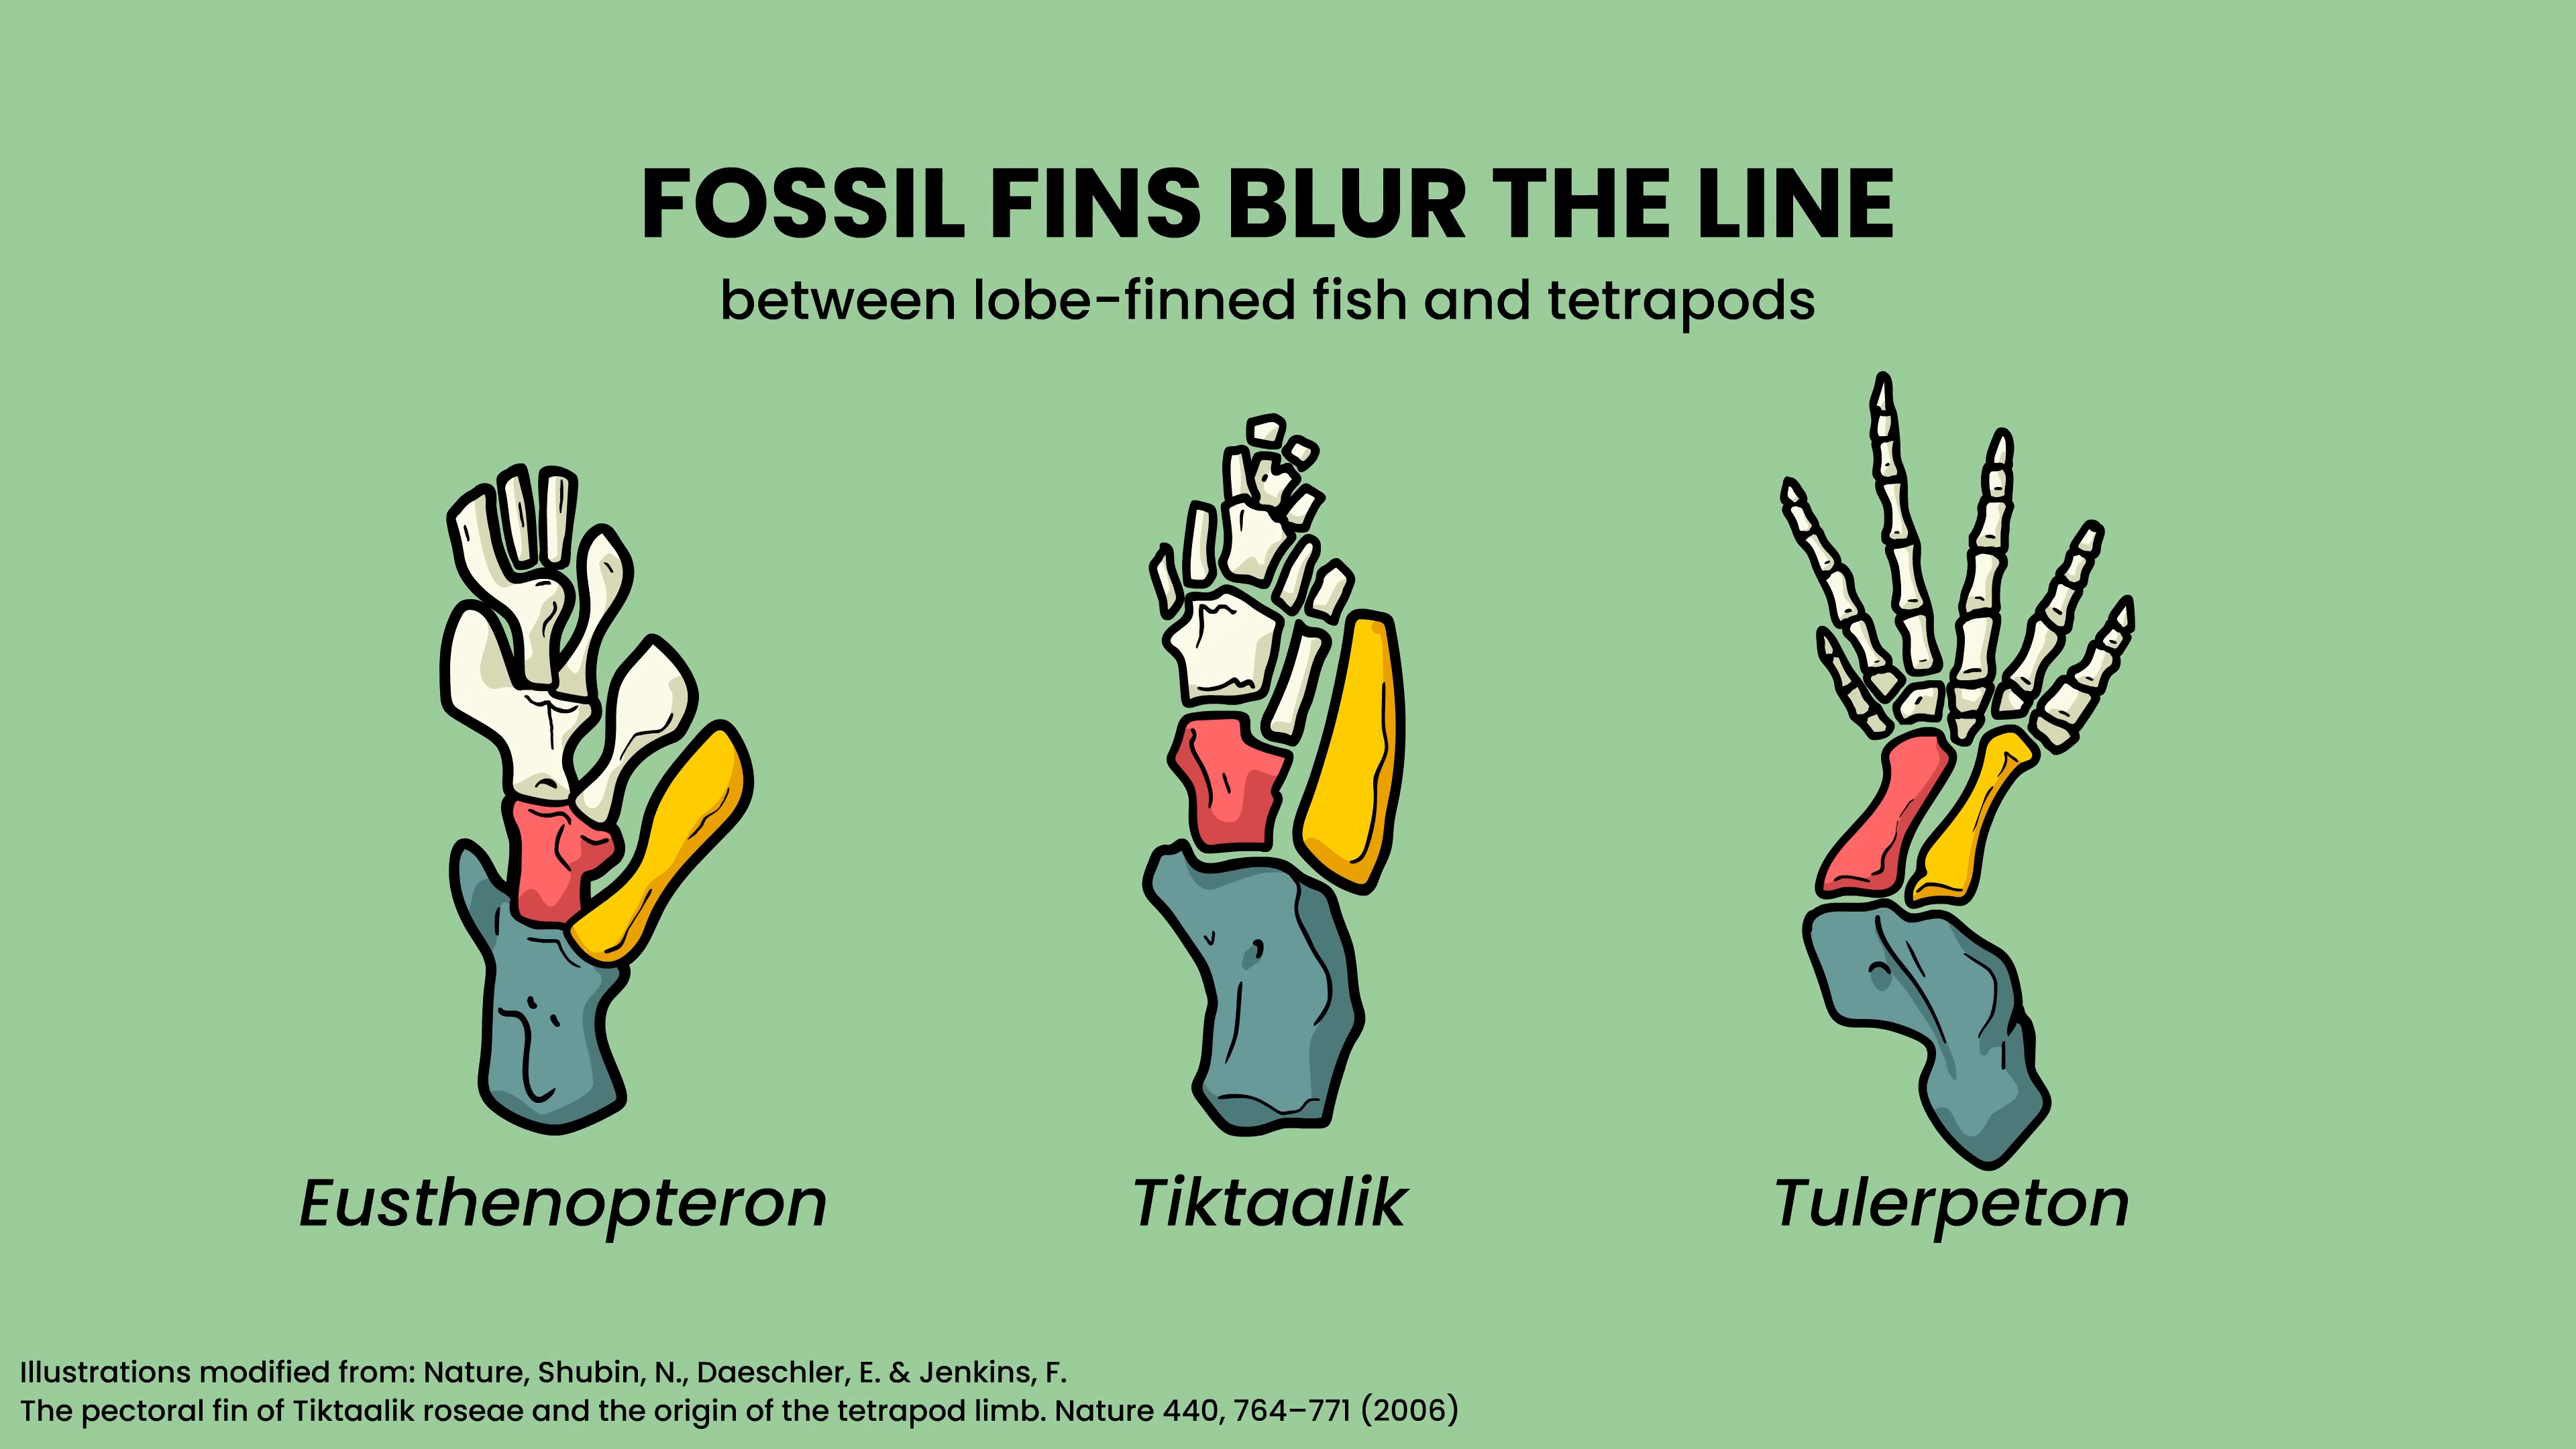 FOSSIL FINS BLUR THE LINE
between lobe-finned fish and tetrapods
Eusthenopteron
Tiktaalik
Tulerpeton
Illustrations modified from: Nature, Shubin, N., Daeschler, E. & Jenkins, F.
The pectoral fin of Tiktaalik roseae and the origin of the tetrapod limb. Nature 440, 764–771 (2006)